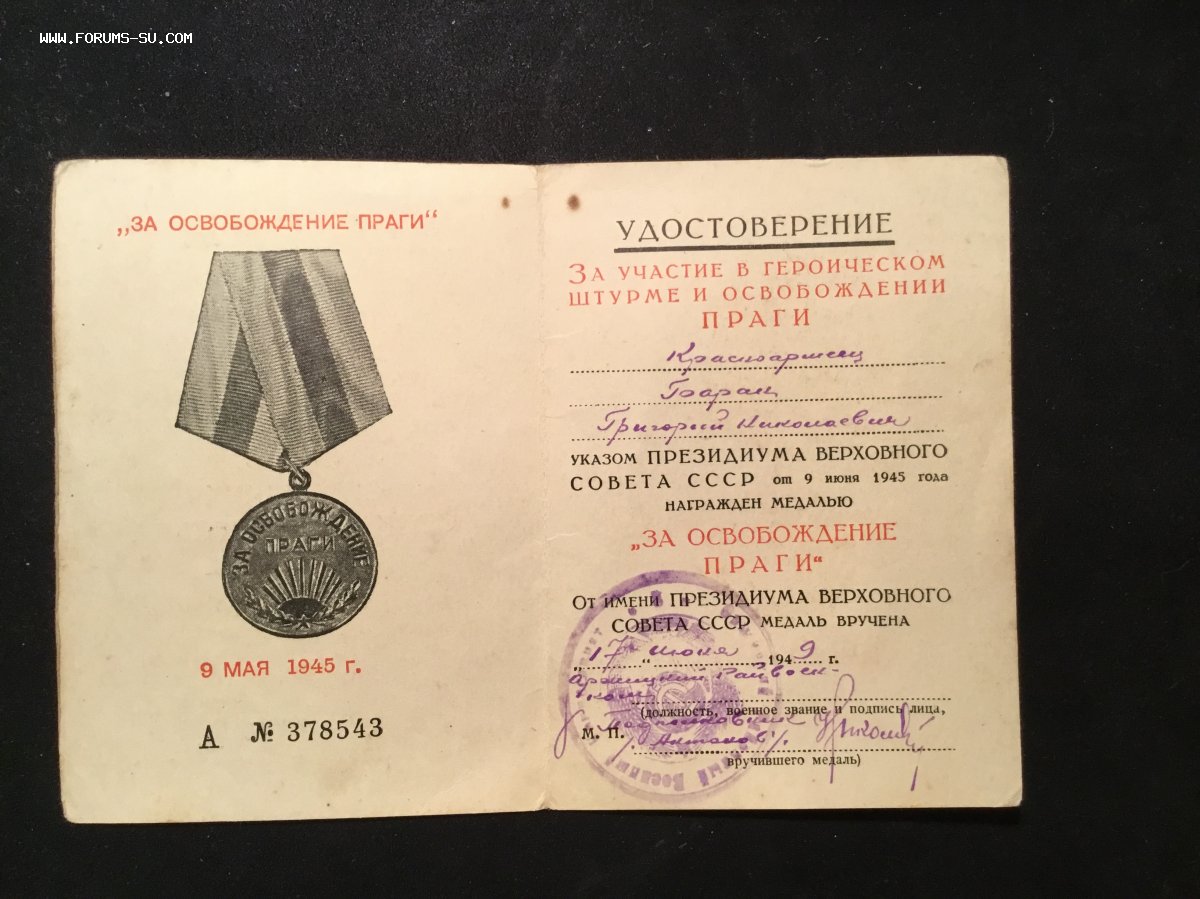 WWW.FORUMS-SU.COM
„ЗА ОСВОБОЖДЕНИЕ ПРАГИ“
ЗА ОСВОБОЖДЕНИЕ
ПРАГИ
9 МАЯ 1945 г.
А № 378543
УДОСТОВЕРЕНИЕ
ЗА УЧАСТИЕ В ГЕРОИЧЕСКОМ
ШТУРМЕ И ОСВОБОЖДЕНИИ
ПРАГИ
Красноармеец
Григорий Николаевич
УКАЗОМ ПРЕЗИДИУМА ВЕРХОВНОГО
СОВЕТА СССР от 9 июня 1945 года
НАГРАЖДЕН МЕДАЛЬЮ
„ЗА ОСВОБОЖДЕНИЕ
ПРАГИ“
ОТ ИМЕНИ ПРЕЗИДИУМА ВЕРХОВНОГО
СОВЕТА СССР МЕДАЛЬ ВРУЧЕНА
„17“ июня 1949 г.
(должность, военное звание и подпись лица,
М. П. Подполковник
/Антонов/
вручившего медаль)